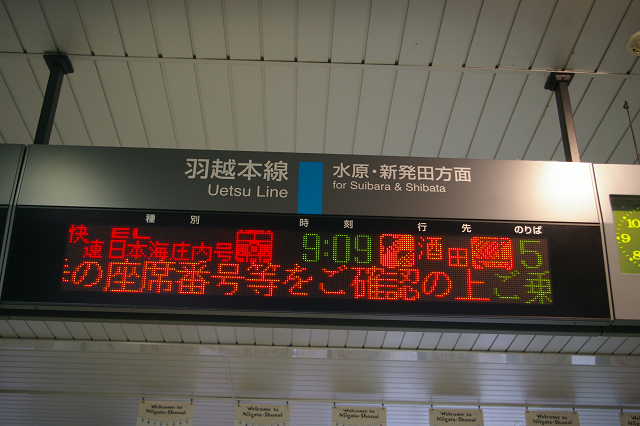 羽越本線 水原・新発田方面
Uetsu Line for Suibara & Shibata
種別 時刻 行先 のりば
快速 EL日本海庄内号 9:09 酒田 5
の座席番号等をご確認の上ご乗
Welcome to Niigata-Shonai
Welcome to Niigata-Shonai
Welcome to Niigata-Shonai
Welcome to Niigata-Shonai
Welcome to Niigata-Shonai
10
9
8